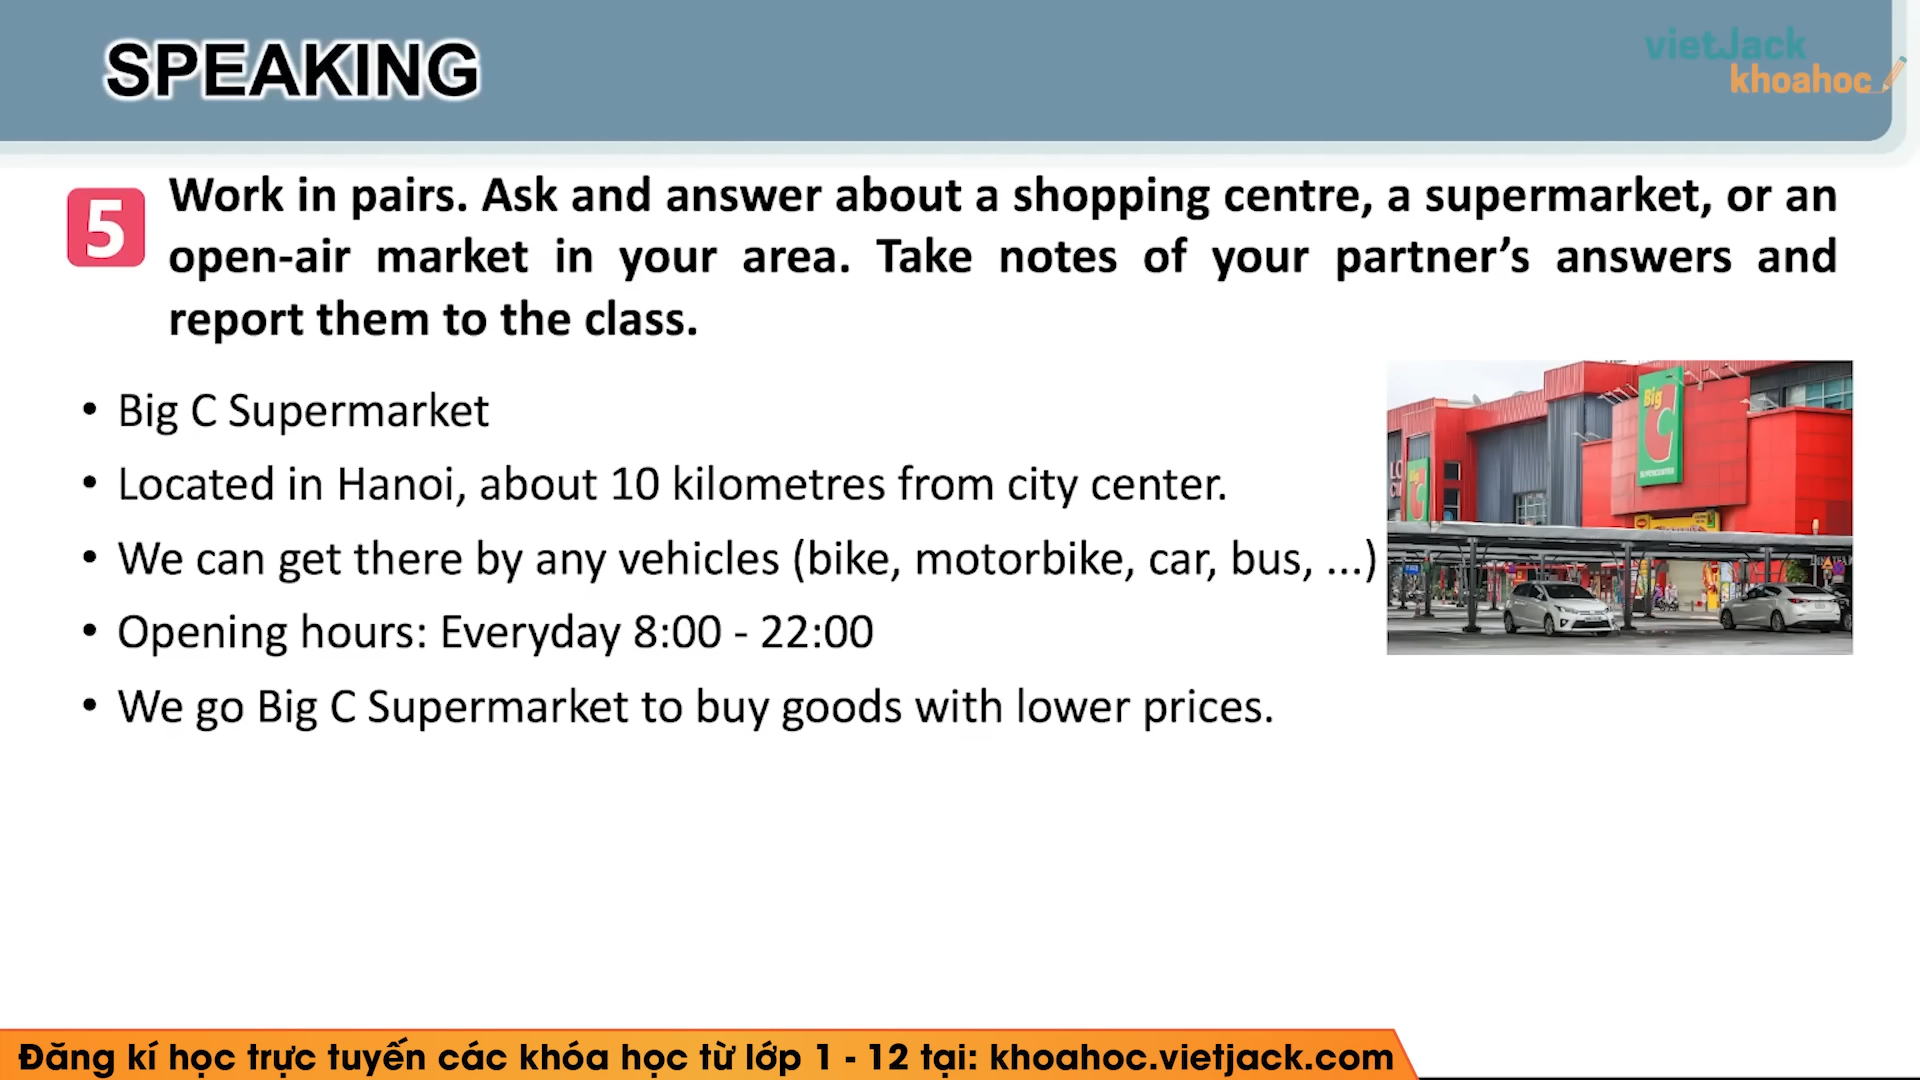 SPEAKING
vietJack
khoahoc
5
Work in pairs. Ask and answer about a shopping centre, a supermarket, or an
open-air market in your area. Take notes of your partner’s answers and
report them to the class.
• Big C Supermarket
• Located in Hanoi, about 10 kilometres from city center.
• We can get there by any vehicles (bike, motorbike, car, bus, ...)
• Opening hours: Everyday 8:00 - 22:00
• We go Big C Supermarket to buy goods with lower prices.
Big
C
SUPERCENTER
Big
C
Đăng kí học trực tuyến các khóa học từ lớp 1 - 12 tại: khoahoc.vietjack.com